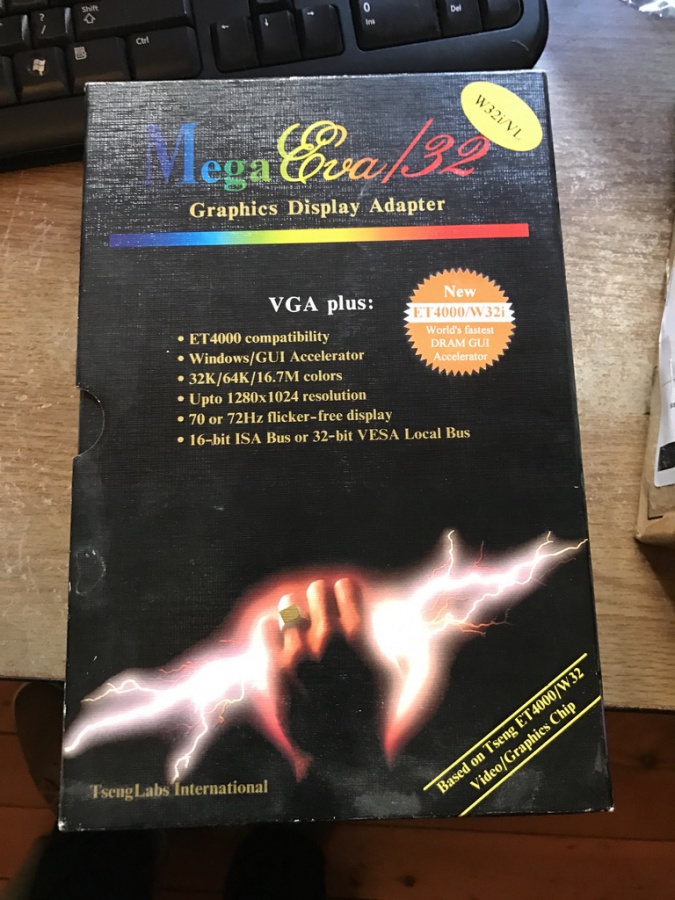 Shift
Ctrl
?
/
0
Ins
.
Del
W32i/VL
Mega Eva/32
Graphics Display Adapter
VGA plus:
New
ET4000/W32i
World's fastest
DRAM GUI
Accelerator
• ET4000 compatibility
• Windows/GUI Accelerator
• 32K/64K/16.7M colors
• Upto 1280x1024 resolution
• 70 or 72Hz flicker-free display
• 16-bit ISA Bus or 32-bit VESA Local Bus
Based on Tseng ET4000/W32
Video/Graphics Chip
TsengLabs International